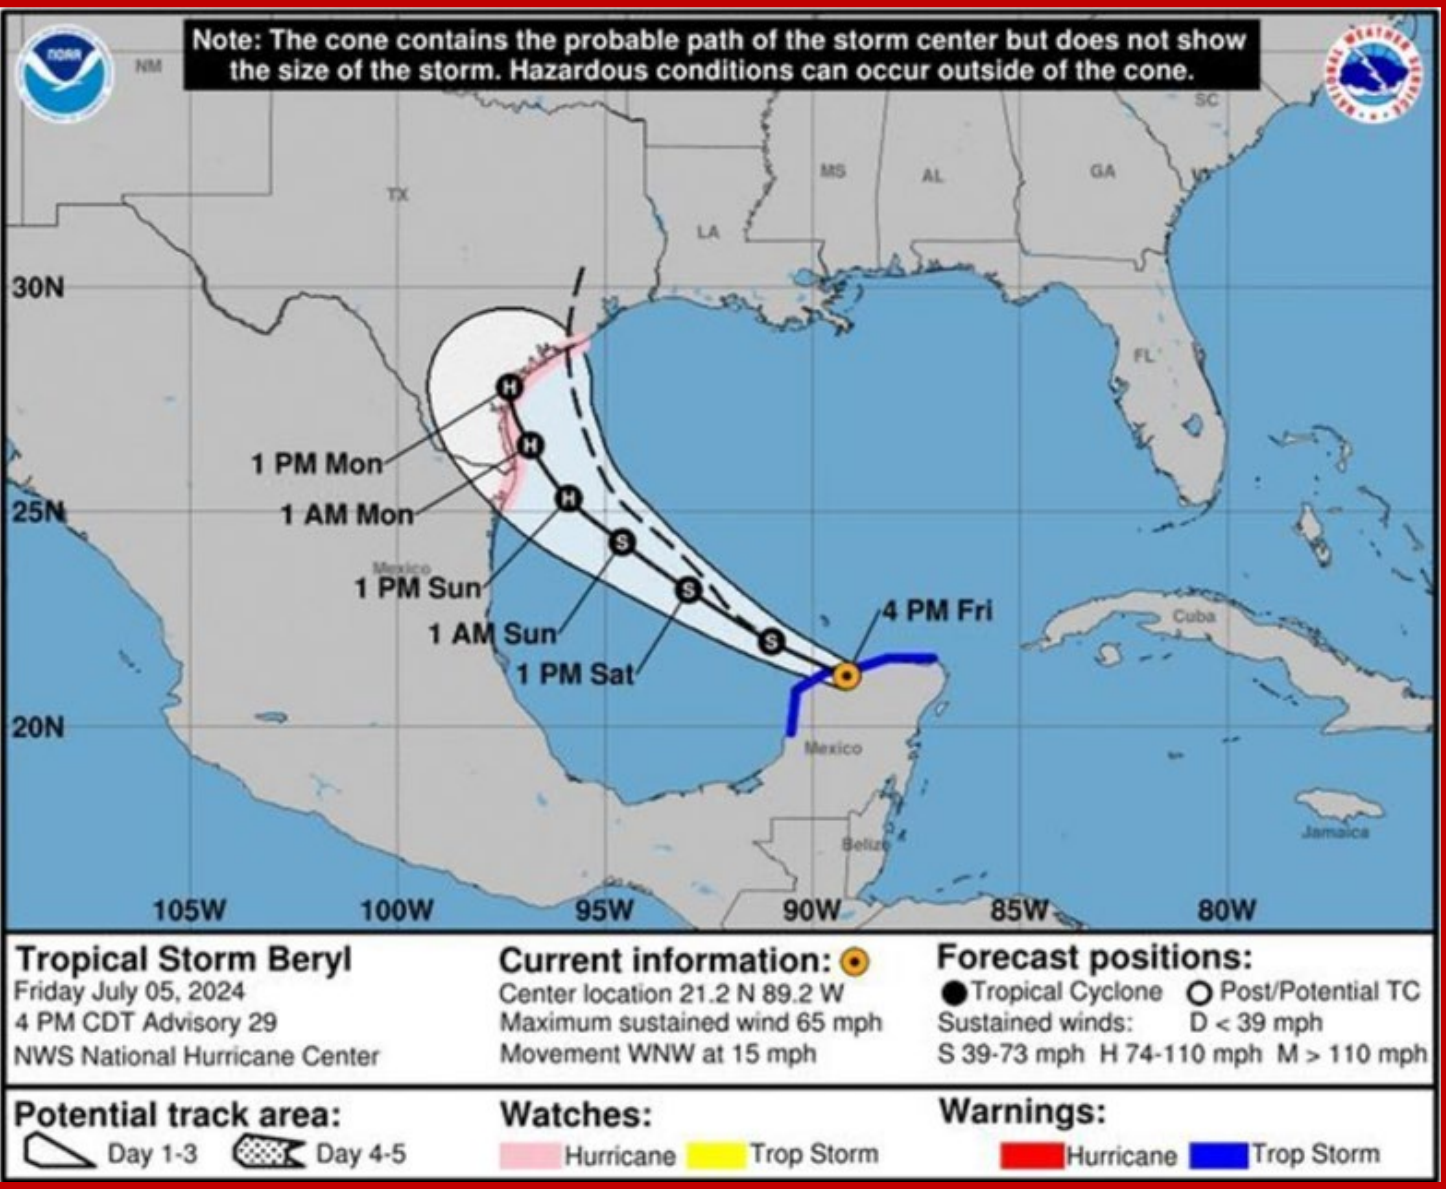 Note: The cone contains the probable path of the storm center but does not show
the size of the storm. Hazardous conditions can occur outside of the cone.
NOAA
NATIONAL WEATHER SERVICE
NM
SC
TX
MS
AL
GA
LA
30N
FL
1 PM Mon
1 AM Mon
25N
Mexico
1 PM Sun
1 AM Sun
1 PM Sat
4 PM Fri
Cuba
H
H
H
S
S
S
20N
Mexico
Belize
Jamaica
105W 100W 95W 90W 85W 80W
Tropical Storm Beryl
Friday July 05, 2024
4 PM CDT Advisory 29
NWS National Hurricane Center
Current information:
Center location 21.2 N 89.2 W
Maximum sustained wind 65 mph
Movement WNW at 15 mph
Forecast positions:
Tropical Cyclone Post/Potential TC
Sustained winds: D < 39 mph
S 39-73 mph H 74-110 mph M > 110 mph
Potential track area:
Day 1-3 Day 4-5
Watches:
Hurricane Trop Storm
Warnings:
Hurricane Trop Storm